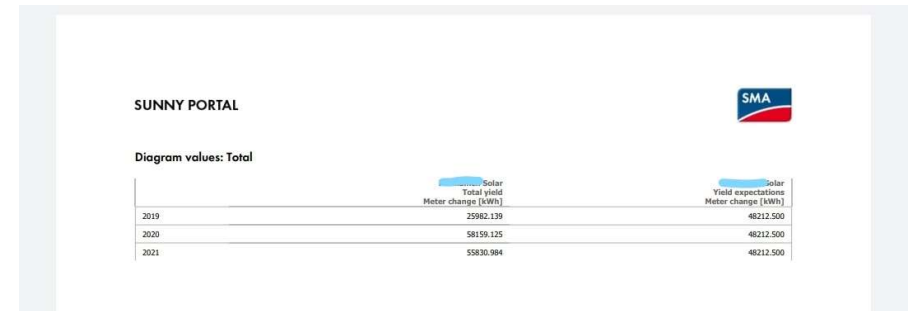 SUNNY PORTAL
SMA
Diagram values: Total
Solar Solar
Total yield Yield expectations
Meter change [kWh] Meter change [kWh]
2019 25982.139 48212.500
2020 58159.125 48212.500
2021 55830.984 48212.500